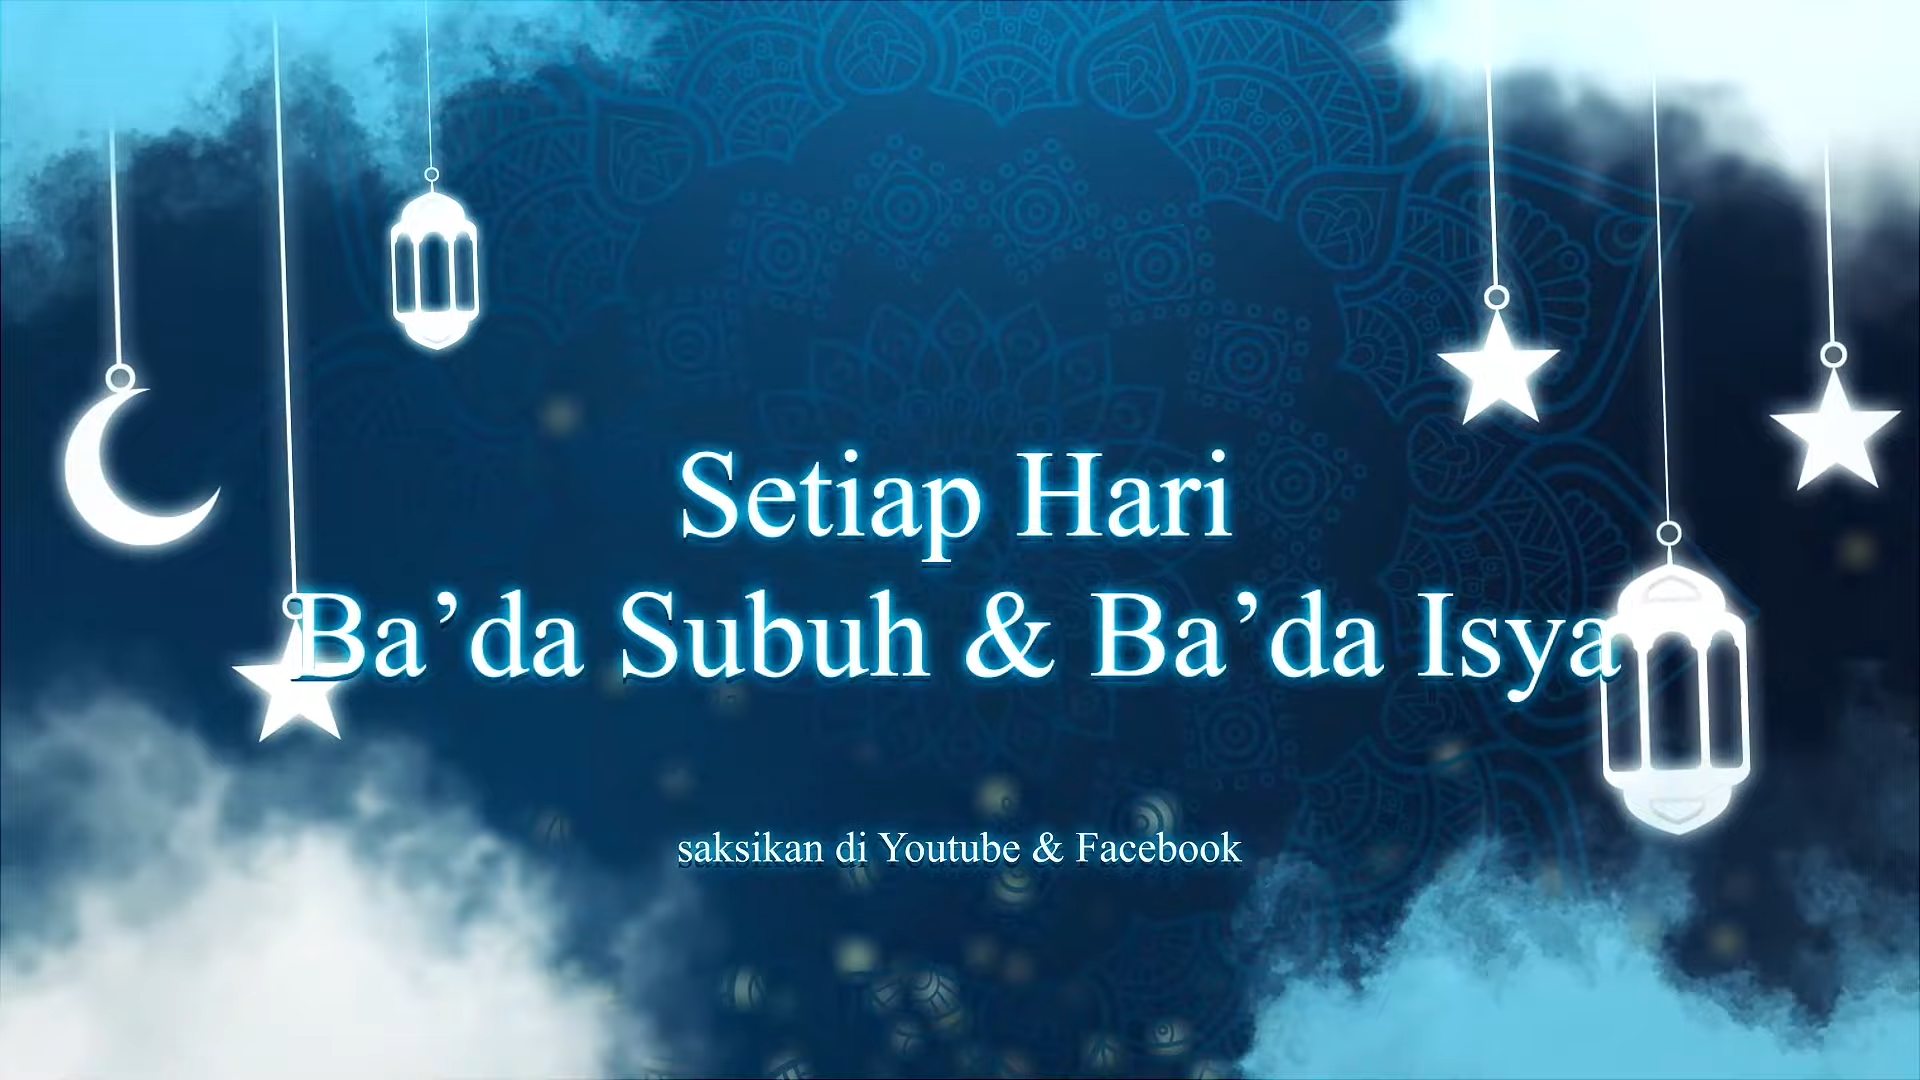 Setiap Hari
Ba’da Subuh & Ba’da Isya
saksikan di Youtube & Facebook